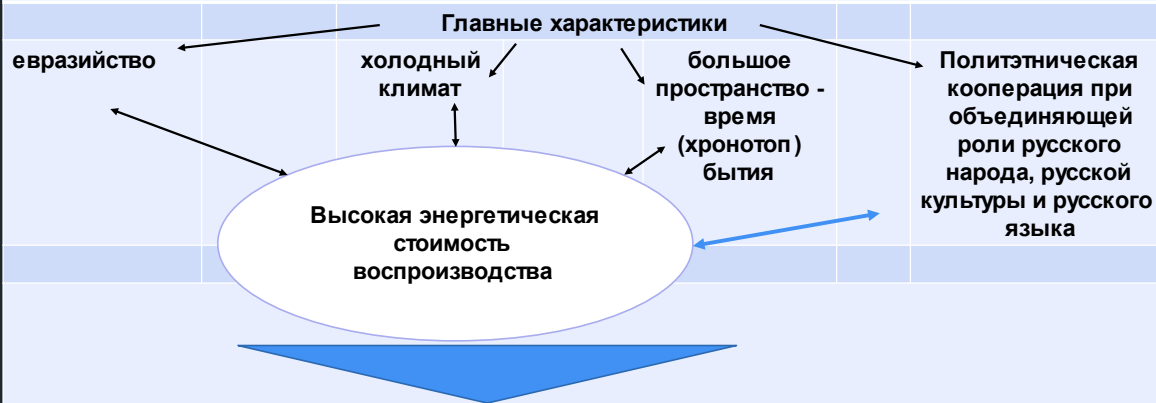 Главные характеристики
евразийство
холодный
климат
большое
пространство -
время
(хронотоп)
бытия
Политэтническая
кооперация при
объединяющей
роли русского
народа, русской
культуры и русского
языка
Высокая энергетическая
стоимость
воспроизводства